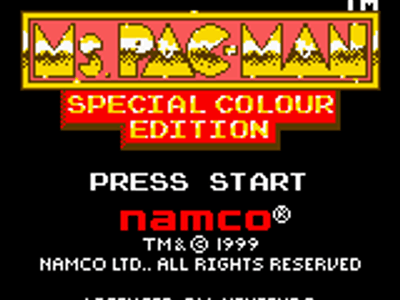 TM
Ms. PAC-MAN
SPECIAL COLOUR
EDITION
PRESS START
namco®
TM & © 1999
NAMCO LTD.. ALL RIGHTS RESERVED